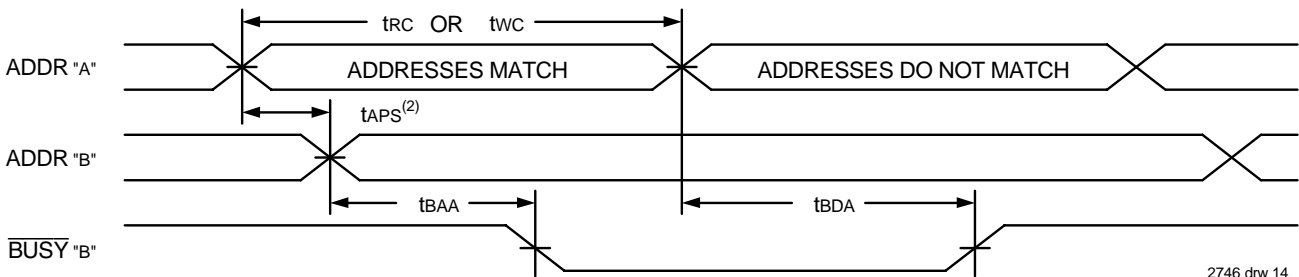 tRC OR tWC
ADDR "A"
ADDRESSES MATCH
ADDRESSES DO NOT MATCH
tAPS(2)
ADDR "B"
tBAA
tBDA
BUSY "B"
2746 drw 14